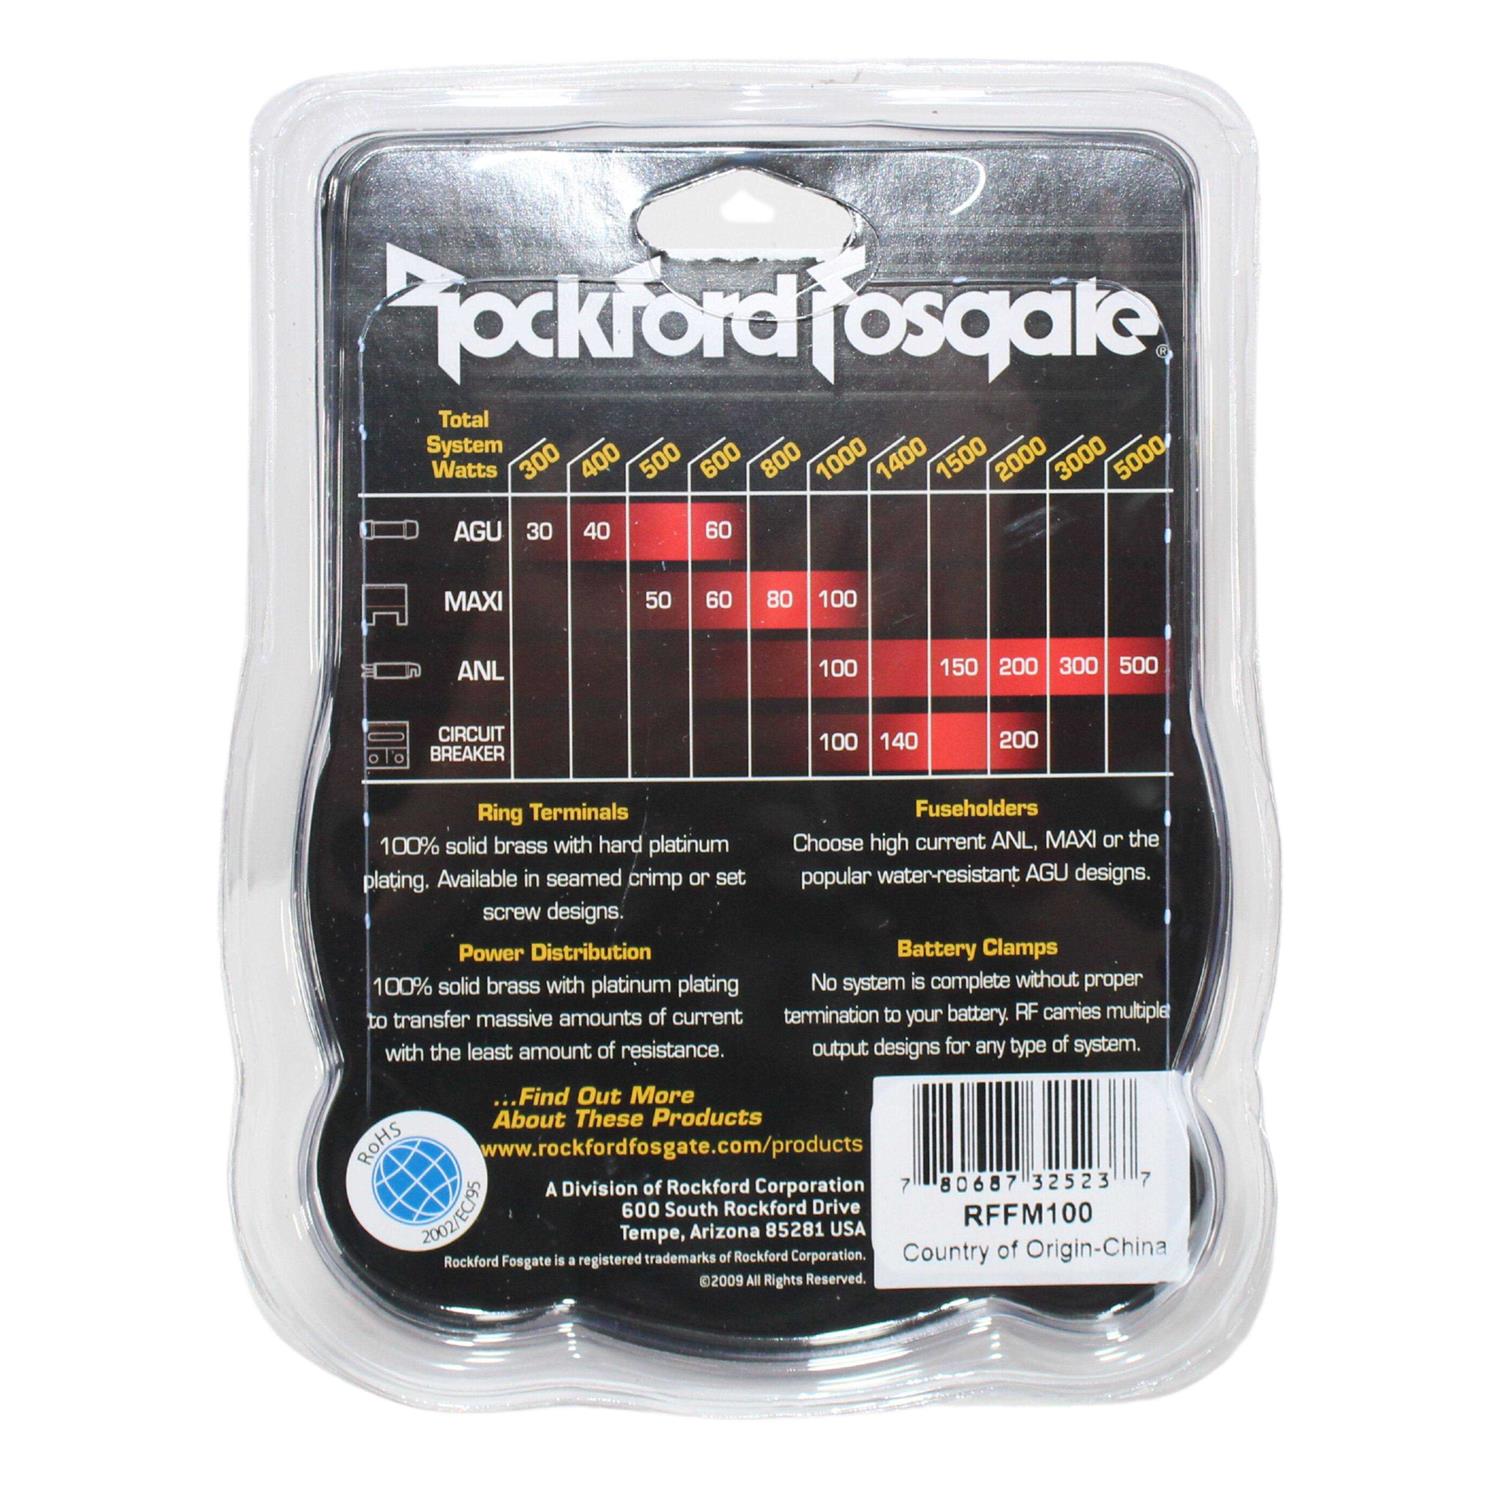 Rockford Fosgate®
Total
System
Watts
300 400 500 600 800 1000 1400 1500 2000 3000 5000
AGU 30 40 60
MAXI 50 60 80 100
ANL 100 150 200 300 500
CIRCUIT
BREAKER 100 140 200
Ring Terminals
100% solid brass with hard platinum
plating. Available in seamed crimp or set
screw designs.
Fuseholders
Choose high current ANL, MAXI or the
popular water-resistant AGU designs.
Power Distribution
100% solid brass with platinum plating
to transfer massive amounts of current
with the least amount of resistance.
Battery Clamps
No system is complete without proper
termination to your battery. RF carries multiple
output designs for any type of system.
...Find Out More
About These Products
www.rockfordfosgate.com/products
RoHS
2002/EC/95
A Division of Rockford Corporation
600 South Rockford Drive
Tempe, Arizona 85281 USA
Rockford Fosgate is a registered trademarks of Rockford Corporation.
©2009 All Rights Reserved.
7 80687 32523 7
RFFM100
Country of Origin-China